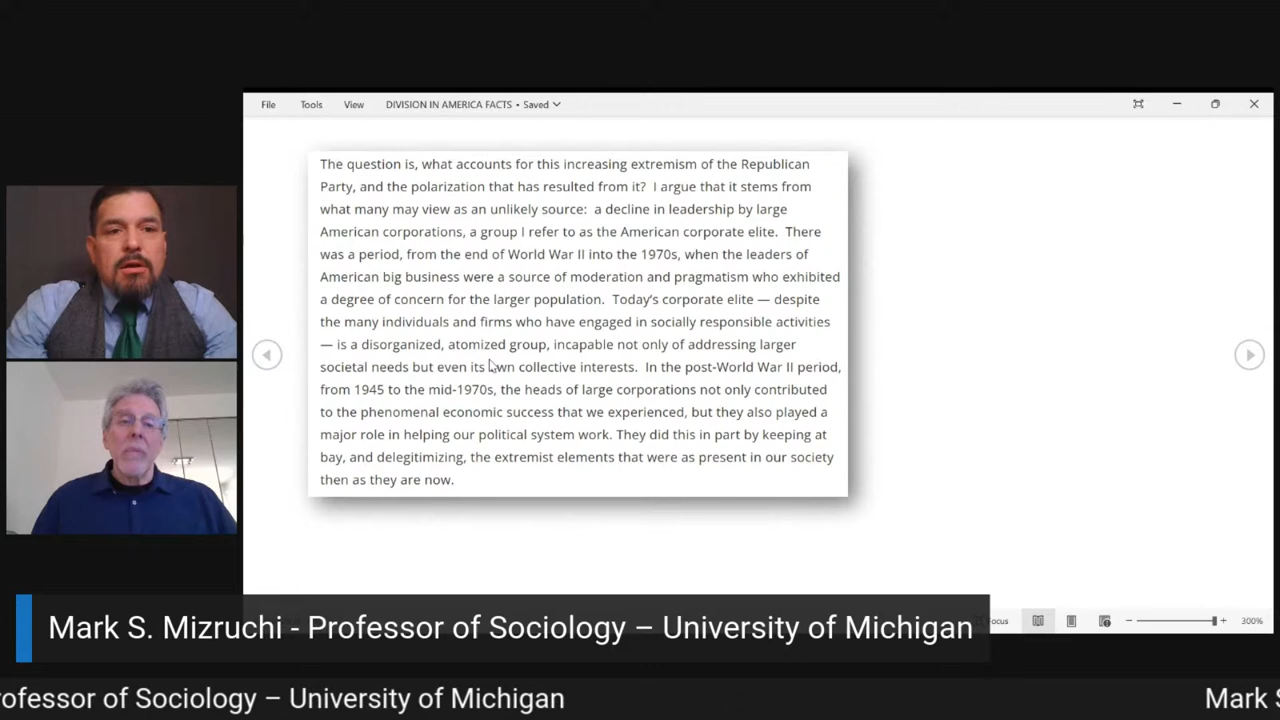 File Tools View DIVISION IN AMERICA FACTS • Saved
The question is, what accounts for this increasing extremism of the Republican
Party, and the polarization that has resulted from it? I argue that it stems from
what many may view as an unlikely source: a decline in leadership by large
American corporations, a group I refer to as the American corporate elite. There
was a period, from the end of World War II into the 1970s, when the leaders of
American big business were a source of moderation and pragmatism who exhibited
a degree of concern for the larger population. Today’s corporate elite — despite
the many individuals and firms who have engaged in socially responsible activities
— is a disorganized, atomized group, incapable not only of addressing larger
societal needs but even its own collective interests. In the post-World War II period,
from 1945 to the mid-1970s, the heads of large corporations not only contributed
to the phenomenal economic success that we experienced, but they also played a
major role in helping our political system work. They did this in part by keeping at
bay, and delegitimizing, the extremist elements that were as present in our society
then as they are now.
Focus − + 300%
Mark S. Mizruchi - Professor of Sociology – University of Michigan
rofessor of Sociology – University of Michigan Mark S